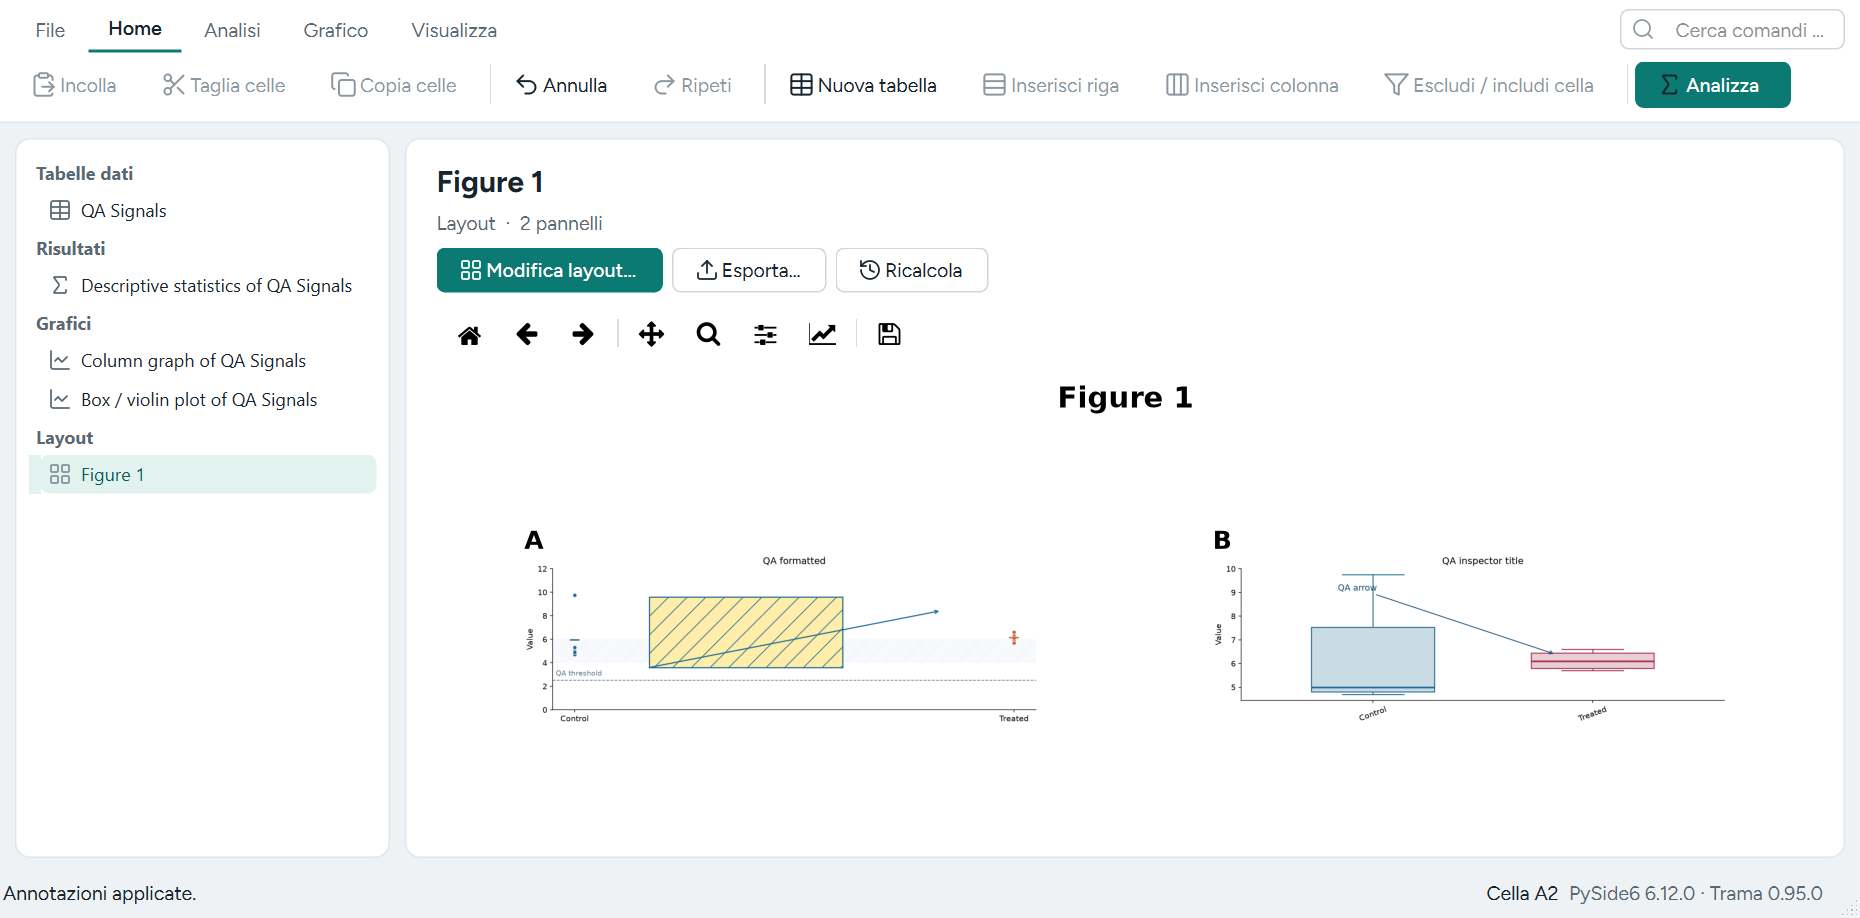 File Home Analisi Grafico Visualizza Cerca comandi ...
Incolla Taglia celle Copia celle Annulla Ripeti Nuova tabella Inserisci riga Inserisci colonna Escludi / includi cella Analizza
Tabelle dati
QA Signals
Risultati
Descriptive statistics of QA Signals
Grafici
Column graph of QA Signals
Box / violin plot of QA Signals
Layout
Figure 1
Figure 1
Layout · 2 pannelli
Modifica layout... Esporta... Ricalcola
Figure 1
A
QA formatted
12
10
8
6
4
2
0
Value
QA threshold
Control Treated
B
QA inspector title
10
9
8
7
6
5
Value
QA arrow
Control Treated
Annotazioni applicate.
Cella A2 PySide6 6.12.0 · Trama 0.95.0